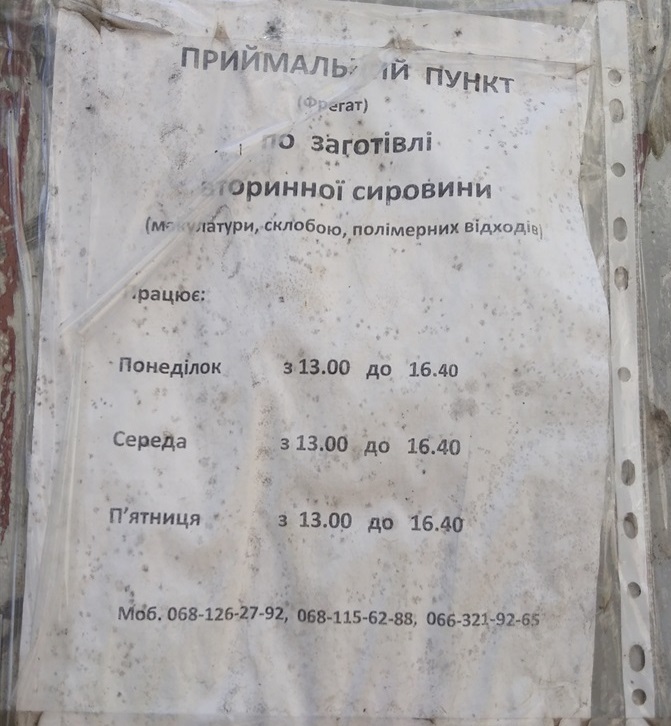 ПРИЙМАЛЬНИЙ ПУНКТ
(Фрегат)
по заготівлі
вторинної сировини
(макулатури, склобою, полімерних відходів)
Працює:
Понеділок з 13.00 до 16.40
Середа з 13.00 до 16.40
П'ятниця з 13.00 до 16.40
Моб. 068-126-27-92, 068-115-62-88, 066-321-92-65